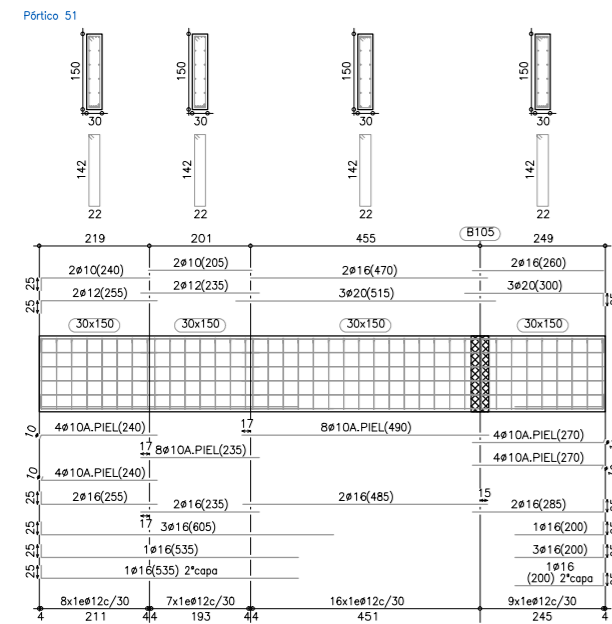 Pórtico 51
150 150 150 150
30 30 30 30
142 142 142 142
22 22 22 22
219 201 455 B105 249
2ø10(240) 2ø10(205) 2ø16(470) 2ø16(260)
25
2ø12(255) 2ø12(235) 3ø20(515) 3ø20(300)
25
30x150 30x150 30x150 30x150
10 4ø10A.PIEL(240) 17 8ø10A.PIEL(490) 4ø10A.PIEL(270)
17 8ø10A.PIEL(235) 4ø10A.PIEL(270)
10 4ø10A.PIEL(240)
25 2ø16(255) 2ø16(235) 2ø16(485) 15 2ø16(285)
25 17 3ø16(605) 1ø16(200)
25 1ø16(535) 3ø16(200)
25 1ø16(535) 2ªcapa 1ø16
(200) 2ªcapa
8x1eø12c/30 7x1eø12c/30 16x1eø12c/30 9x1eø12c/30
4 211 44 193 44 451 245 4